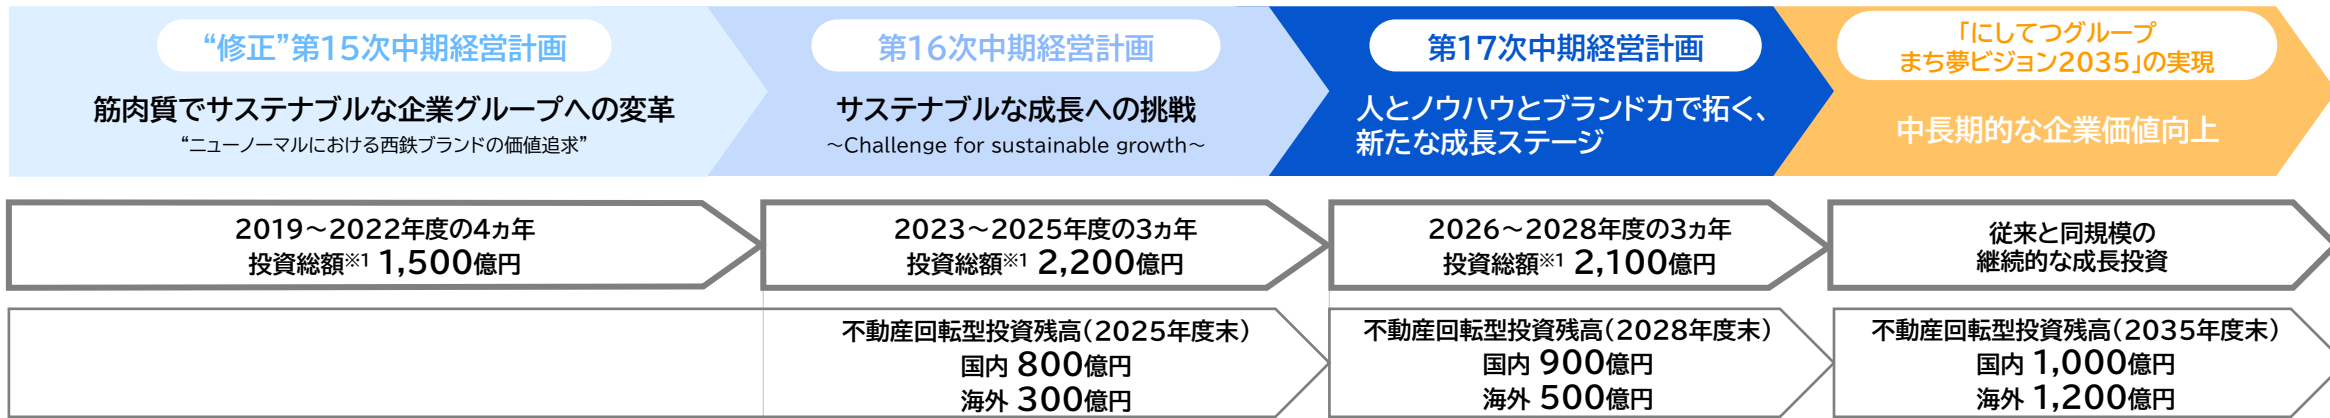 “修正”第15次中期経営計画
筋肉質でサステナブルな企業グループへの変革
“ニューノーマルにおける西鉄ブランドの価値追求”
第16次中期経営計画
サステナブルな成長への挑戦
～Challenge for sustainable growth～
第17次中期経営計画
人とノウハウとブランド力で拓く、
新たな成長ステージ
「にしてつグループ
まち夢ビジョン2035」の実現
中長期的な企業価値向上
2019～2022年度の4ヵ年
投資総額※1 1,500億円
2023～2025年度の3ヵ年
投資総額※1 2,200億円
2026～2028年度の3ヵ年
投資総額※1 2,100億円
従来と同規模の
継続的な成長投資
不動産回転型投資残高（2025年度末）
国内 800億円
海外 300億円
不動産回転型投資残高（2028年度末）
国内 900億円
海外 500億円
不動産回転型投資残高（2035年度末）
国内 1,000億円
海外 1,200億円